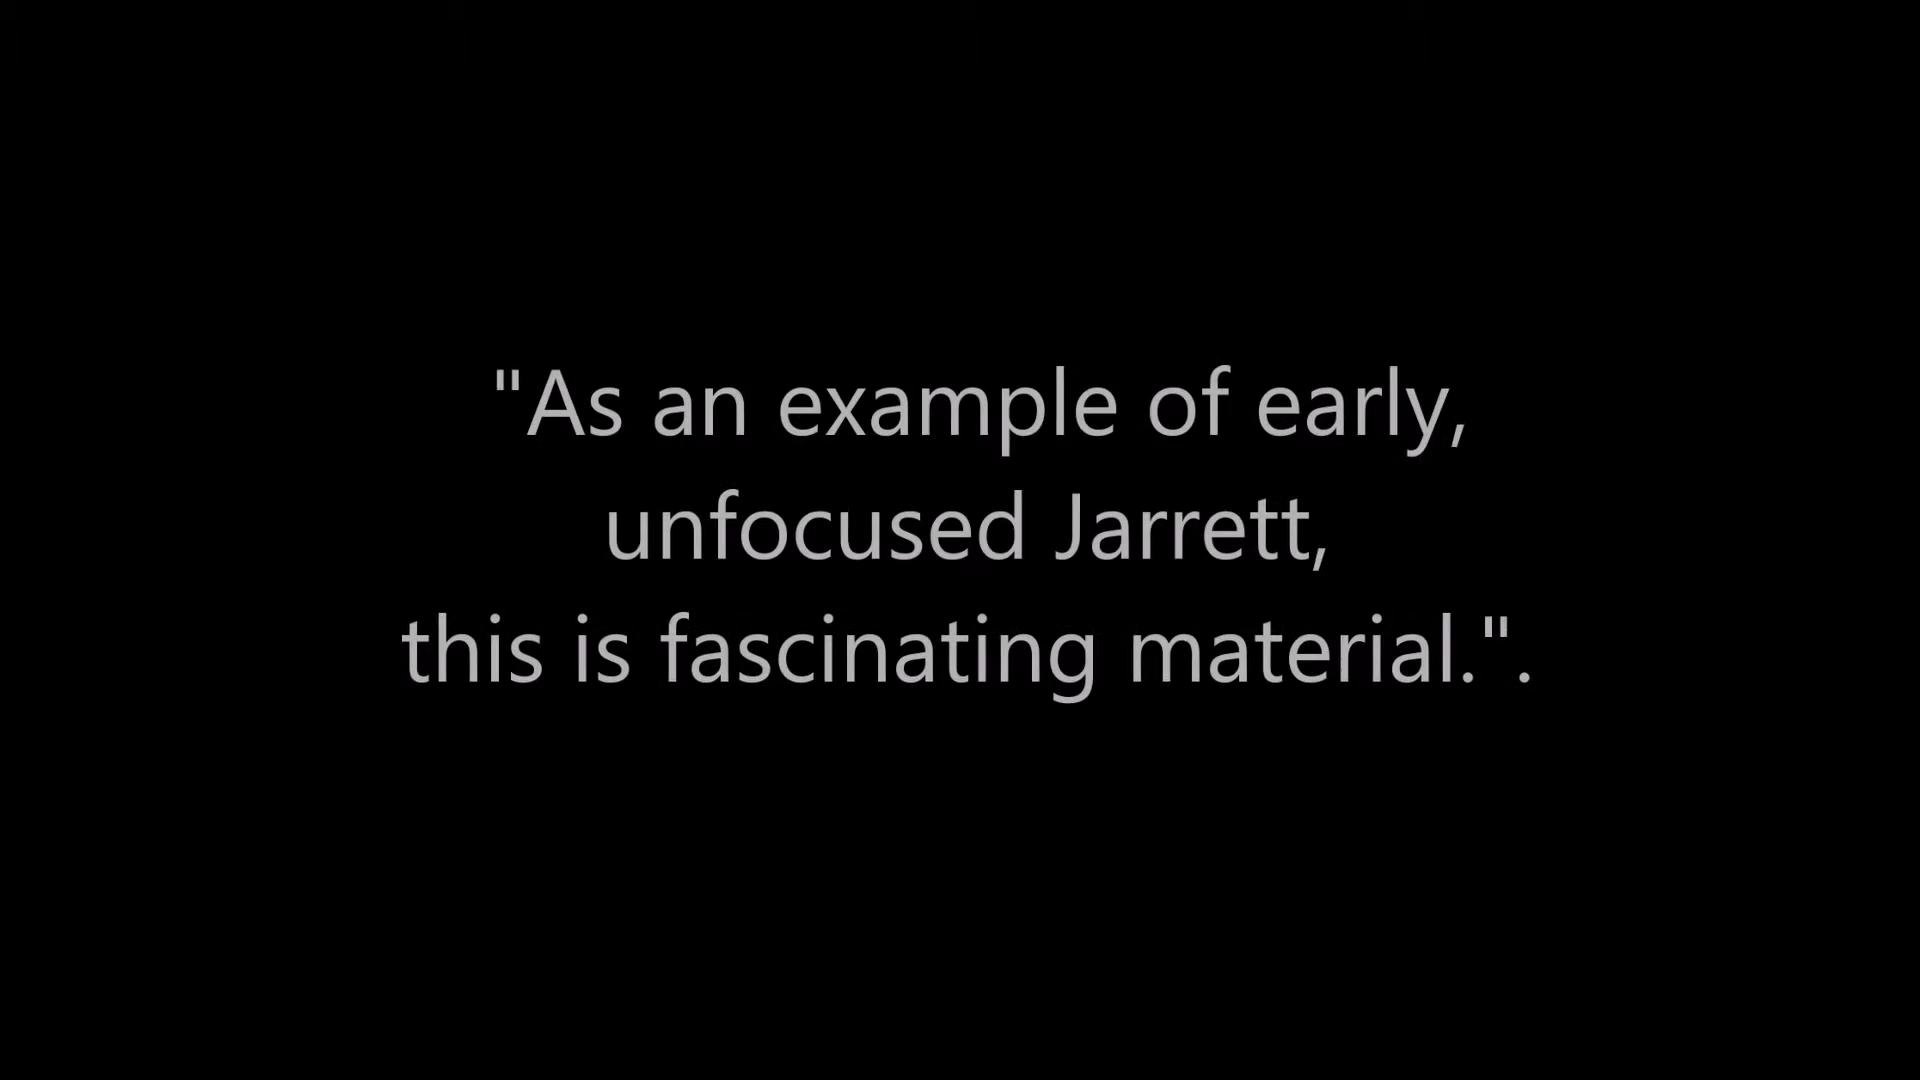 "As an example of early,
unfocused Jarrett,
this is fascinating material.".